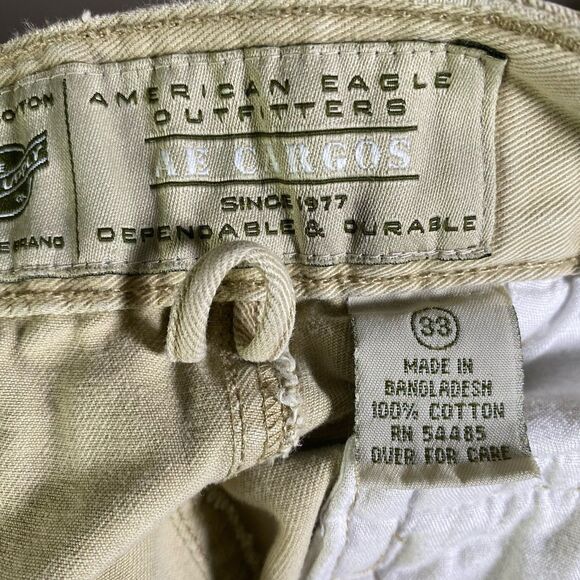 AMERICAN EAGLE
OUTFITTERS
AE CARGOS
SINCE 1977
DEPENDABLE & DURABLE
33
MADE IN
BANGLADESH
100% COTTON
RN 54485
OVER FOR CARE